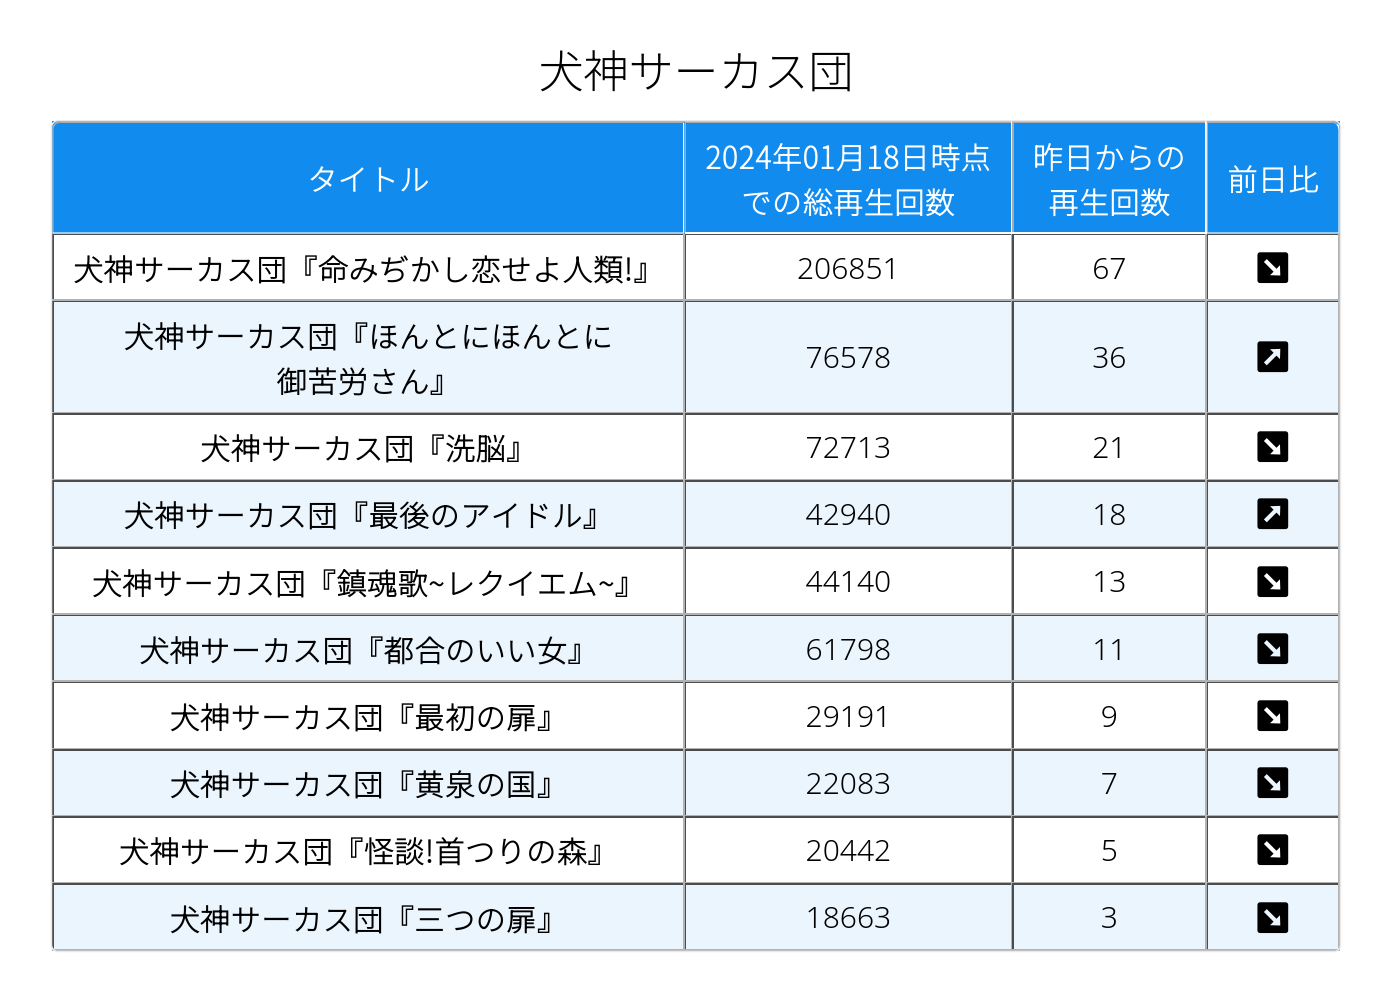 犬神サーカス団
タイトル
2024年01月18日時点
での総再生回数
昨日からの
再生回数
前日比
犬神サーカス団『命みぢかし恋せよ人類!』
206851
67
犬神サーカス団『ほんとにほんとに
御苦労さん』
76578
36
犬神サーカス団『洗脳』
72713
21
犬神サーカス団『最後のアイドル』
42940
18
犬神サーカス団『鎮魂歌~レクイエム~』
44140
13
犬神サーカス団『都合のいい女』
61798
11
犬神サーカス団『最初の扉』
29191
9
犬神サーカス団『黄泉の国』
22083
7
犬神サーカス団『怪談!首つりの森』
20442
5
犬神サーカス団『三つの扉』
18663
3